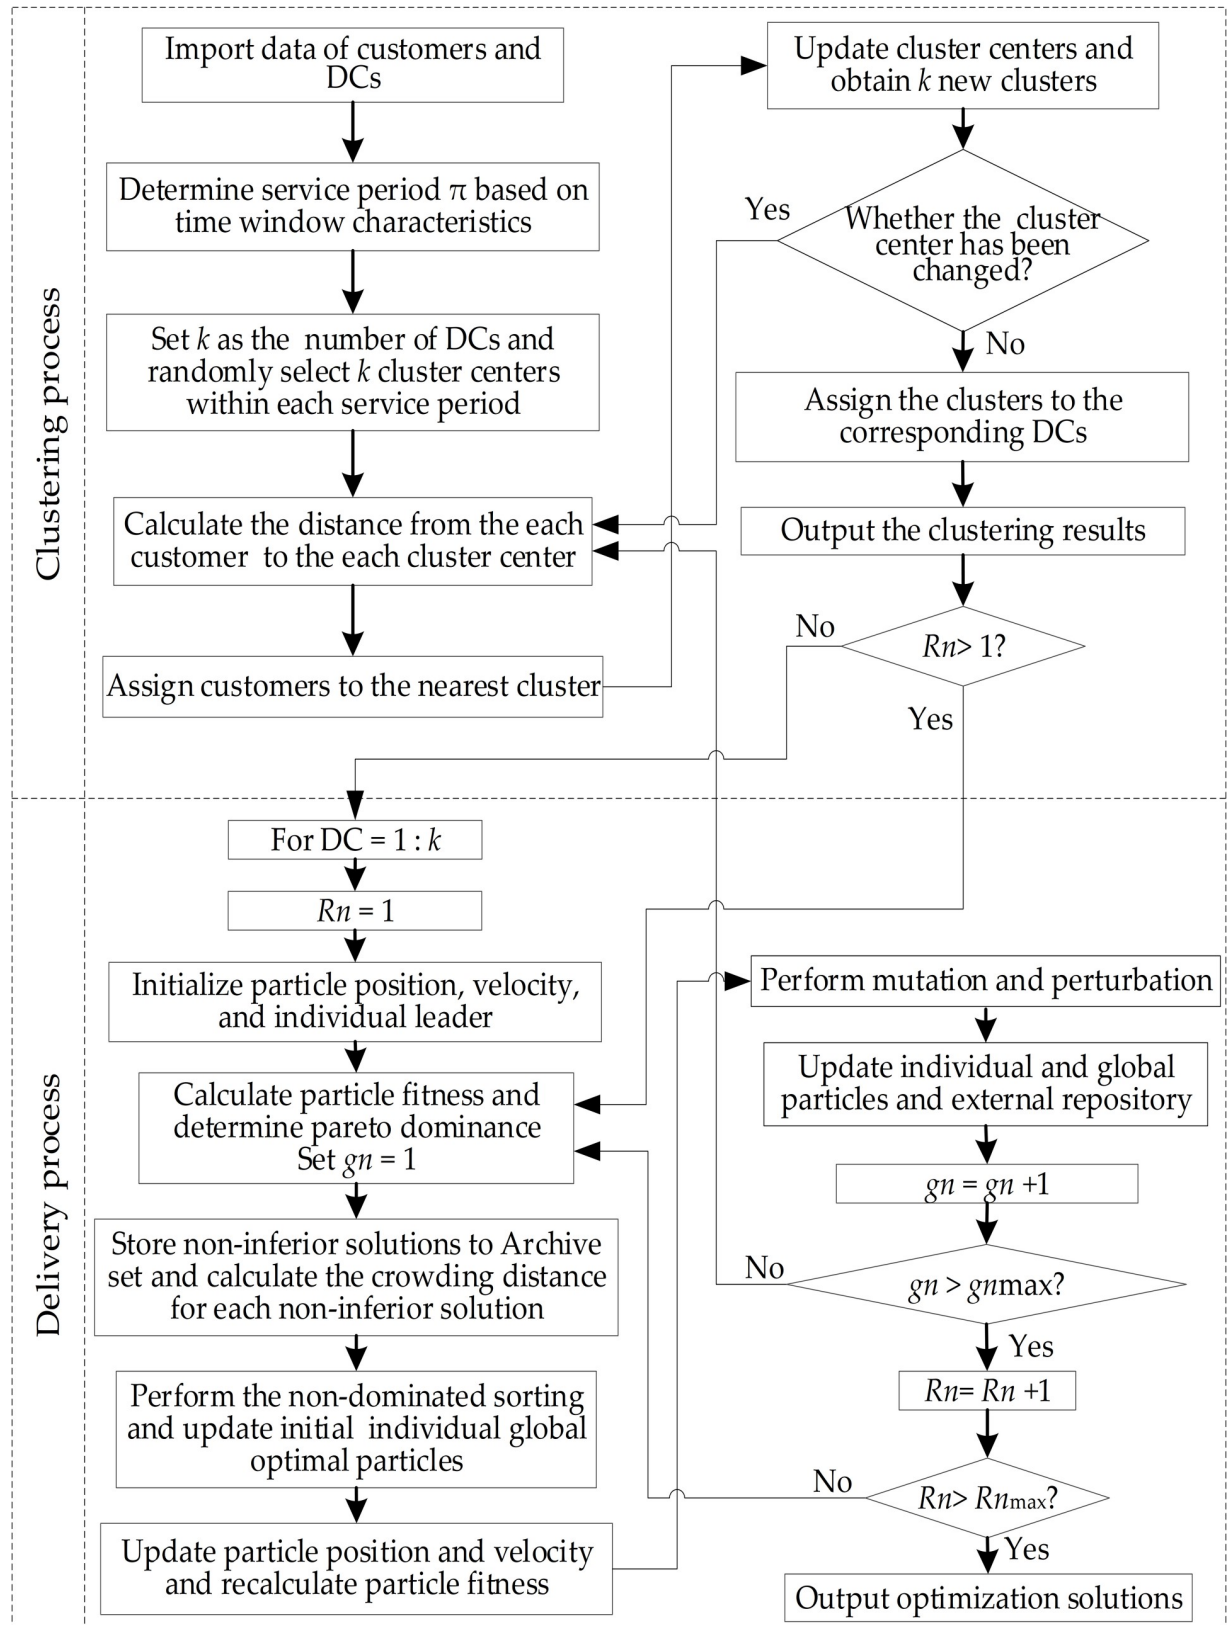 Clustering process
Import data of customers and
DCs
Determine service period π based on
time window characteristics
Set k as the  number of DCs and
randomly select k cluster centers
within each service period
Calculate the distance from the each
customer  to the each cluster center
Assign customers to the nearest cluster
Update cluster centers and
obtain k new clusters
Whether the  cluster
center has been
changed?
Yes
No
Assign the clusters to the
corresponding DCs
Output the clustering results
Rn> 1?
No
Yes
Delivery process
For DC = 1 : k
Rn = 1
Initialize particle position, velocity,
and individual leader
Calculate particle fitness and
determine pareto dominance
Set gn = 1
Store non-inferior solutions to Archive
set and calculate the crowding distance
for each non-inferior solution
Perform the non-dominated sorting
and update initial  individual global
optimal particles
Update particle position and velocity
and recalculate particle fitness
Perform mutation and perturbation
Update individual and global
particles and external repository
gn = gn +1
gn > gnmax?
No
Yes
Rn= Rn +1
Rn> Rnmax?
No
Yes
Output optimization solutions